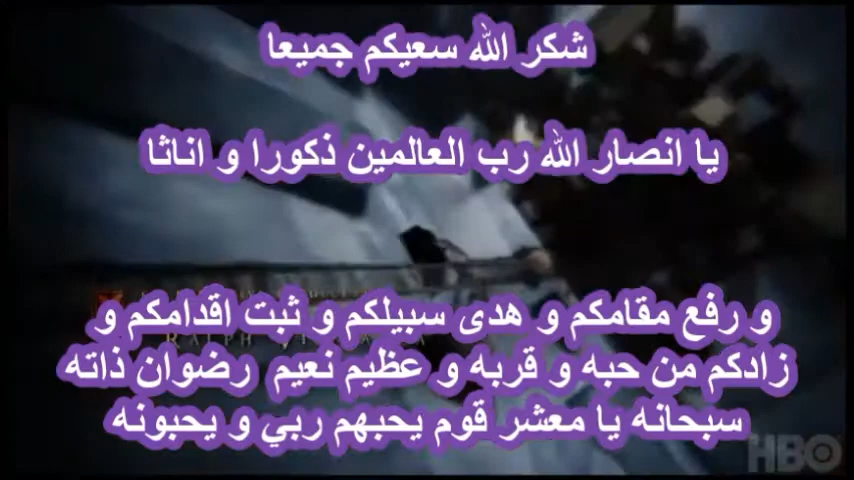 شكر الله سعيكم جميعا
يا انصار الله رب العالمين ذكورا و اناثا
و رفع مقامكم و هدى سبيلكم و ثبت اقدامكم و
زادكم من حبه و قربه و عظيم نعيم رضوان ذاته
سبحانه يا معشر قوم يحبهم ربي و يحبونه
RALPH
HBO